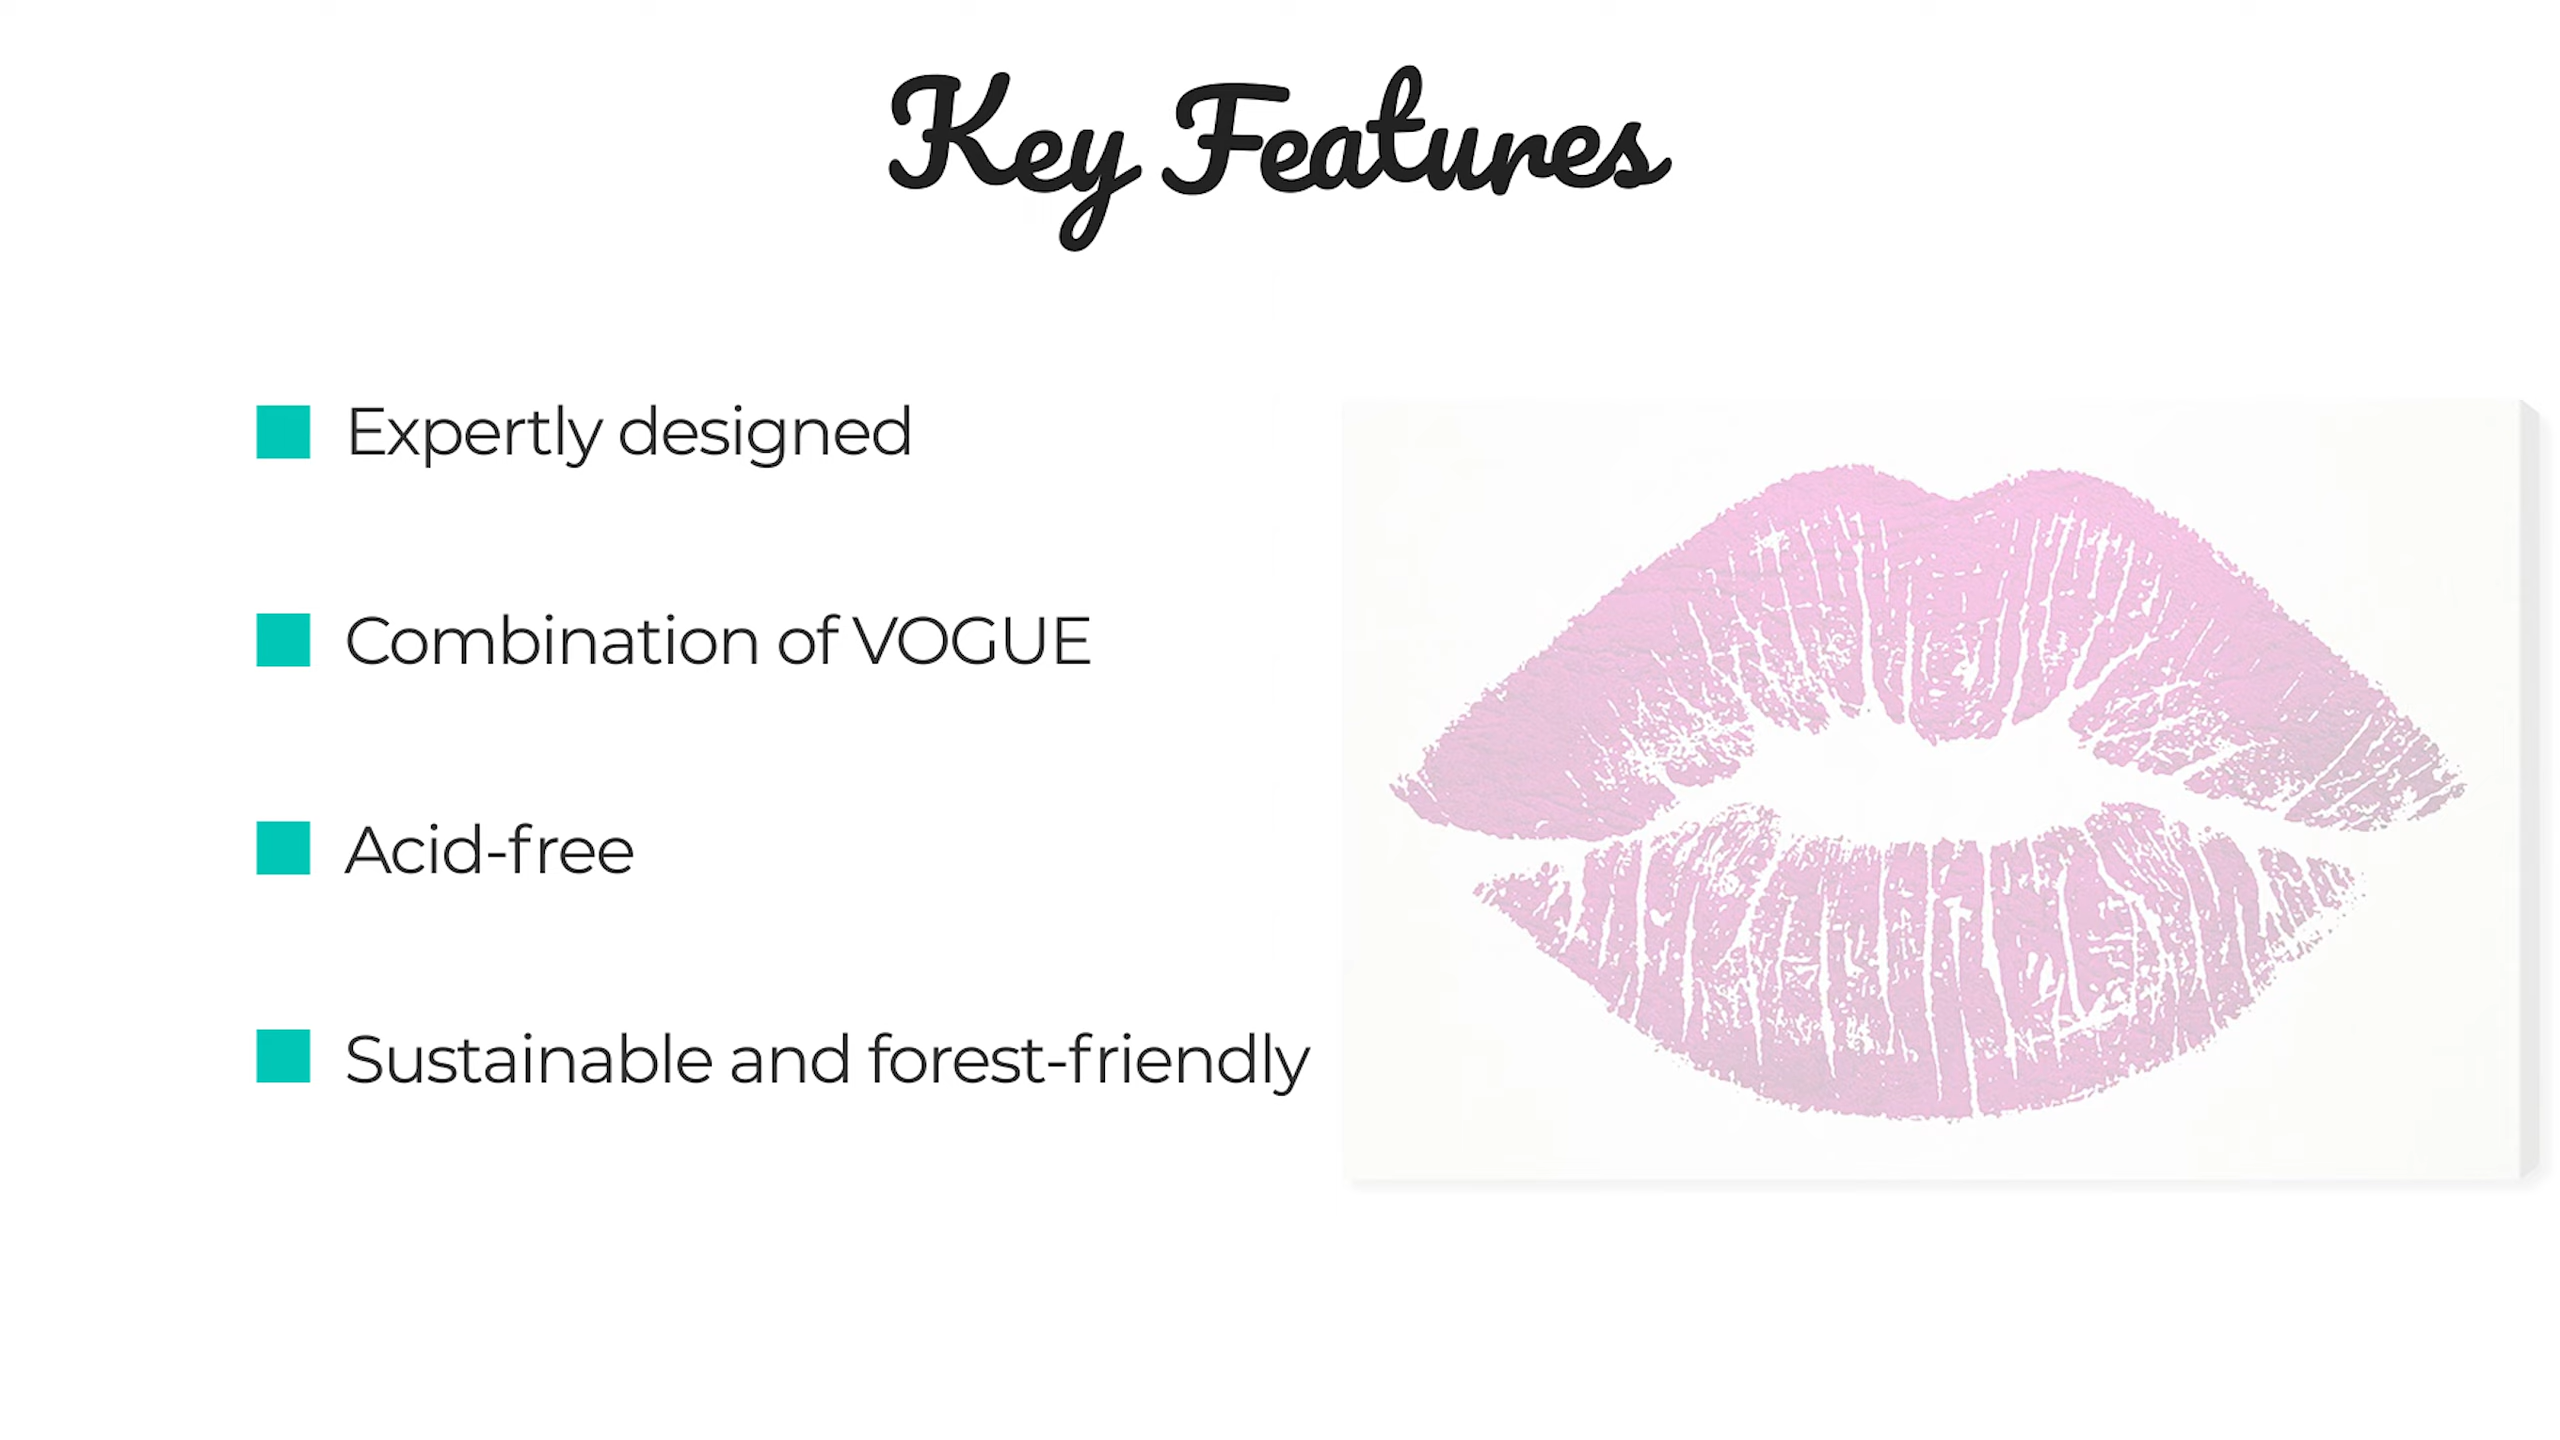 Key Features
Expertly designed
Combination of VOGUE
Acid-free
Sustainable and forest-friendly